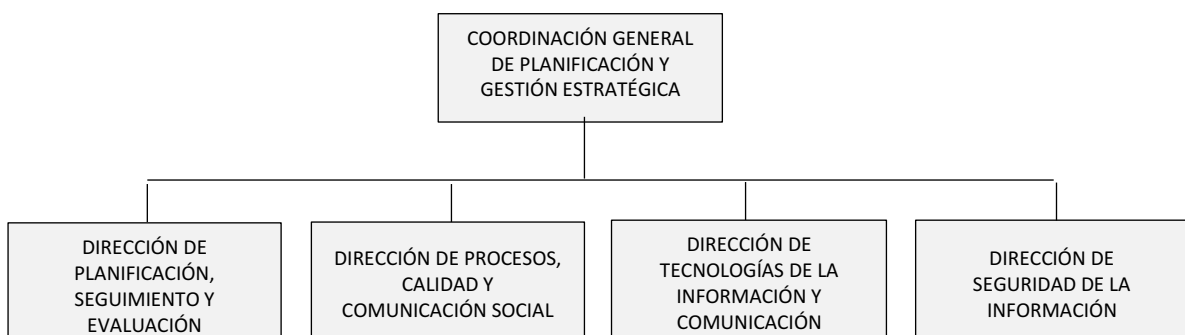 COORDINACIÓN GENERAL
DE PLANIFICACIÓN Y
GESTIÓN ESTRATÉGICA
DIRECCIÓN DE
PLANIFICACIÓN,
SEGUIMIENTO Y
EVALUACIÓN
DIRECCIÓN DE PROCESOS,
CALIDAD Y
COMUNICACIÓN SOCIAL
DIRECCIÓN DE
TECNOLOGÍAS DE LA
INFORMACIÓN Y
COMUNICACIÓN
DIRECCIÓN DE
SEGURIDAD DE LA
INFORMACIÓN